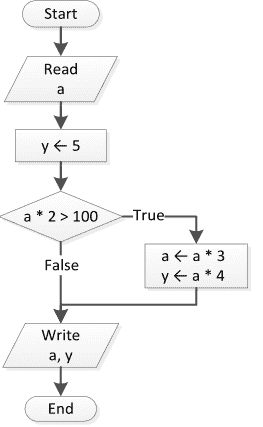 Start
Read
a
y ← 5
a * 2 > 100
True
a ← a * 3
y ← a * 4
False
Write
a, y
End